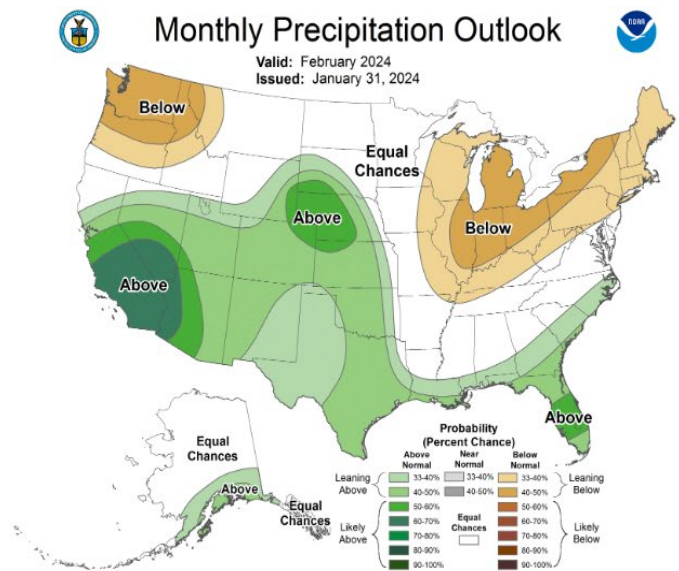 Monthly Precipitation Outlook
NOAA
Valid: February 2024
Issued: January 31, 2024
Below
Equal
Chances
Above
Below
Above
Above
Equal
Chances
Above
Equal
Chances
Probability
(Percent Chance)
Above Normal
Near Normal
Below Normal
Leaning Above
33-40%
40-50%
33-40%
40-50%
33-40%
40-50%
Leaning Below
Likely Above
50-60%
60-70%
70-80%
80-90%
90-100%
Equal Chances
50-60%
60-70%
70-80%
80-90%
90-100%
Likely Below